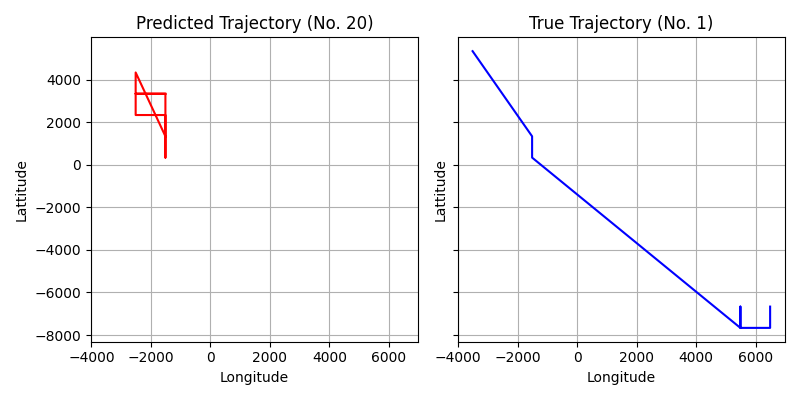 Predicted Trajectory (No. 20)
True Trajectory (No. 1)
Lattitude
4000
2000
0
−2000
−4000
−6000
−8000
−4000 −2000 0 2000 4000 6000
Longitude
Lattitude
−4000 −2000 0 2000 4000 6000
Longitude